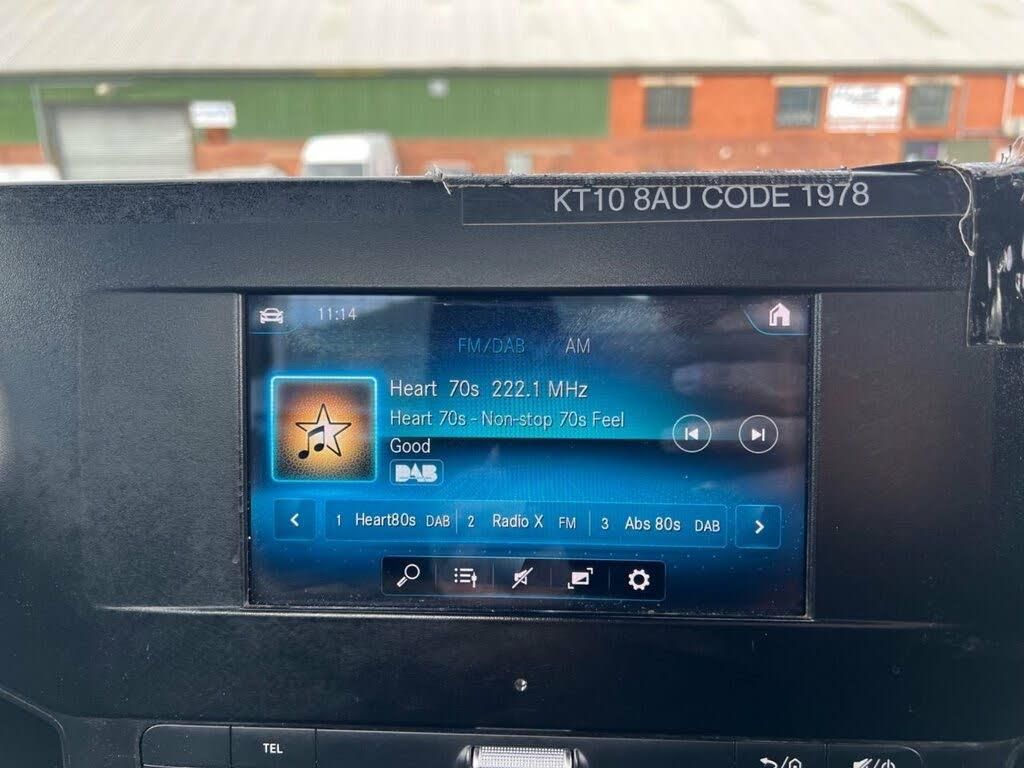 KT10 8AU CODE 1978
11:14
FM/DAB AM
Heart 70s 222.1 MHz
Heart 70s - Non-stop 70s Feel
Good
DAB
1 Heart80s DAB 2 Radio X FM 3 Abs 80s DAB
TEL